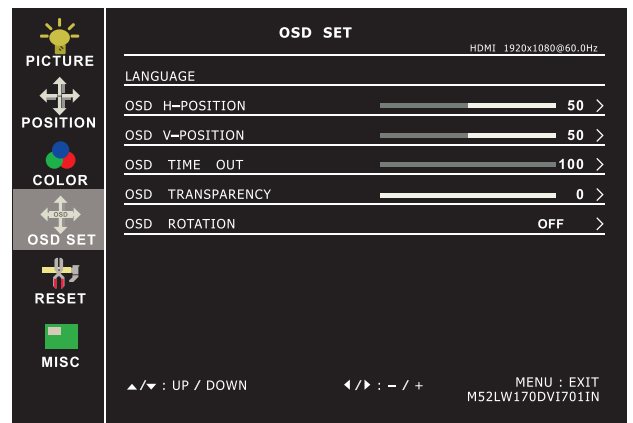 PICTURE
POSITION
COLOR
OSD
OSD SET
RESET
MISC
OSD SET
HDMI 1920x1080@60.0Hz
LANGUAGE
OSD H-POSITION 50 >
OSD V-POSITION 50 >
OSD TIME OUT 100 >
OSD TRANSPARENCY 0 >
OSD ROTATION OFF >
▲/▼ : UP / DOWN ◀/▶ : – / + MENU : EXIT
M52LW170DVI701IN